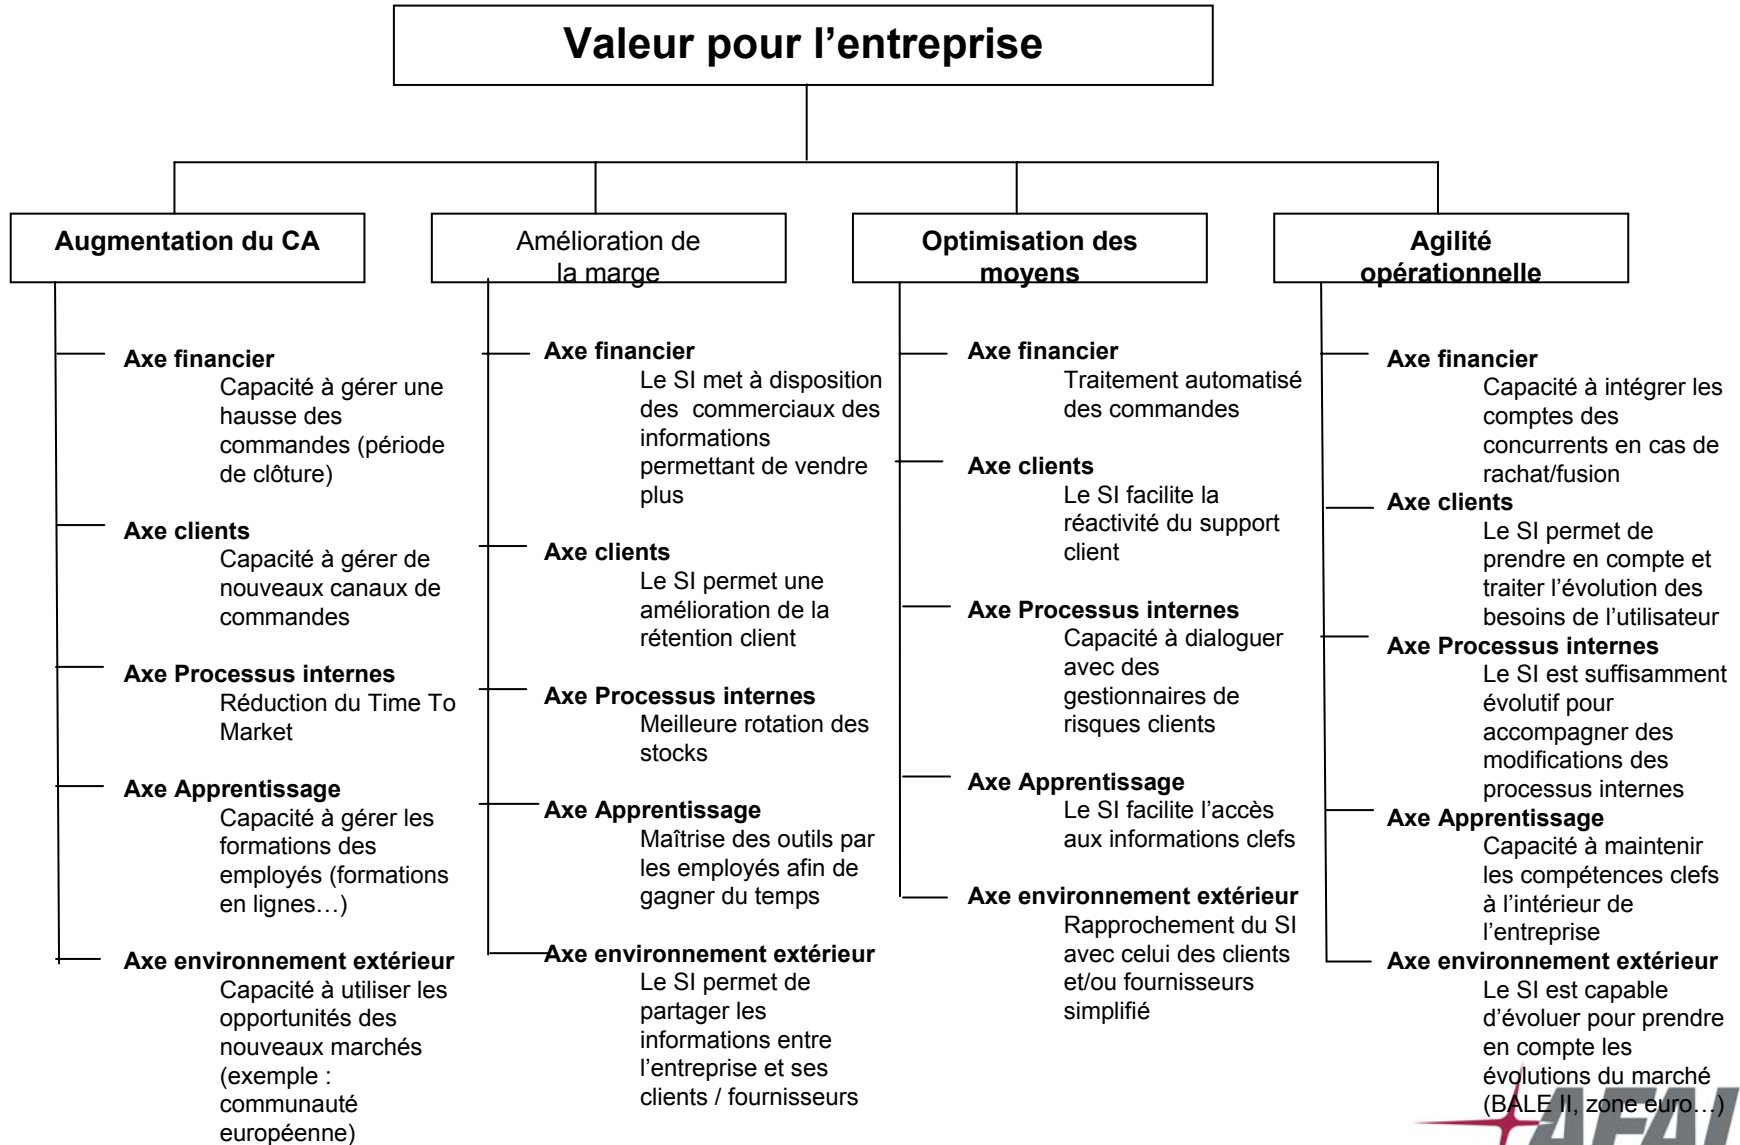 Valeur pour l'entreprise
Augmentation du CA
Axe financier
Capacité à gérer une
hausse des
commandes (période
de clôture)
Axe clients
Capacité à gérer de
nouveaux canaux de
commandes
Axe Processus internes
Réduction du Time To
Market
Axe Apprentissage
Capacité à gérer les
formations des
employés (formations
en lignes…)
Axe environnement extérieur
Capacité à utiliser les
opportunités des
nouveaux marchés
(exemple :
communauté
européenne)
Amélioration de
la marge
Axe financier
Le SI met à disposition
des  commerciaux des
informations
permettant de vendre
plus
Axe clients
Le SI permet une
amélioration de la
rétention client
Axe Processus internes
Meilleure rotation des
stocks
Axe Apprentissage
Maîtrise des outils par
les employés afin de
gagner du temps
Axe environnement extérieur
Le SI permet de
partager les
informations entre
l'entreprise et ses
clients / fournisseurs
Optimisation des
moyens
Axe financier
Traitement automatisé
des commandes
Axe clients
Le SI facilite la
réactivité du support
client
Axe Processus internes
Capacité à dialoguer
avec des
gestionnaires de
risques clients
Axe Apprentissage
Le SI facilite l'accès
aux informations clefs
Axe environnement extérieur
Rapprochement du SI
avec celui des clients
et/ou fournisseurs
simplifié
Agilité
opérationnelle
Axe financier
Capacité à intégrer les
comptes des
concurrents en cas de
rachat/fusion
Axe clients
Le SI permet de
prendre en compte et
traiter l'évolution des
besoins de l'utilisateur
Axe Processus internes
Le SI est suffisamment
évolutif pour
accompagner des
modifications des
processus internes
Axe Apprentissage
Capacité à maintenir
les compétences clefs
à l'intérieur de
l'entreprise
Axe environnement extérieur
Le SI est capable
d'évoluer pour prendre
en compte les
évolutions du marché
(BALE II, zone euro…)
AFAI